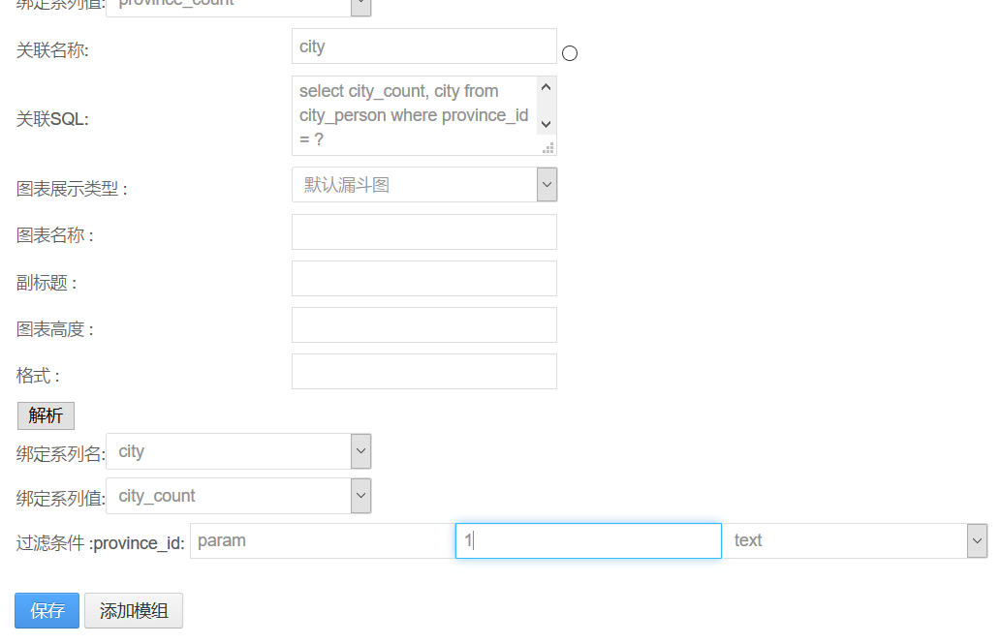 绑定系列值: province_count
关联名称: city
关联SQL: select city_count, city from
city_person where province_id
= ?
图表展示类型 : 默认漏斗图
图表名称 :
副标题 :
图表高度 :
格式 :
解析
绑定系列名: city
绑定系列值: city_count
过滤条件 :province_id: param 1 text
保存 添加模组